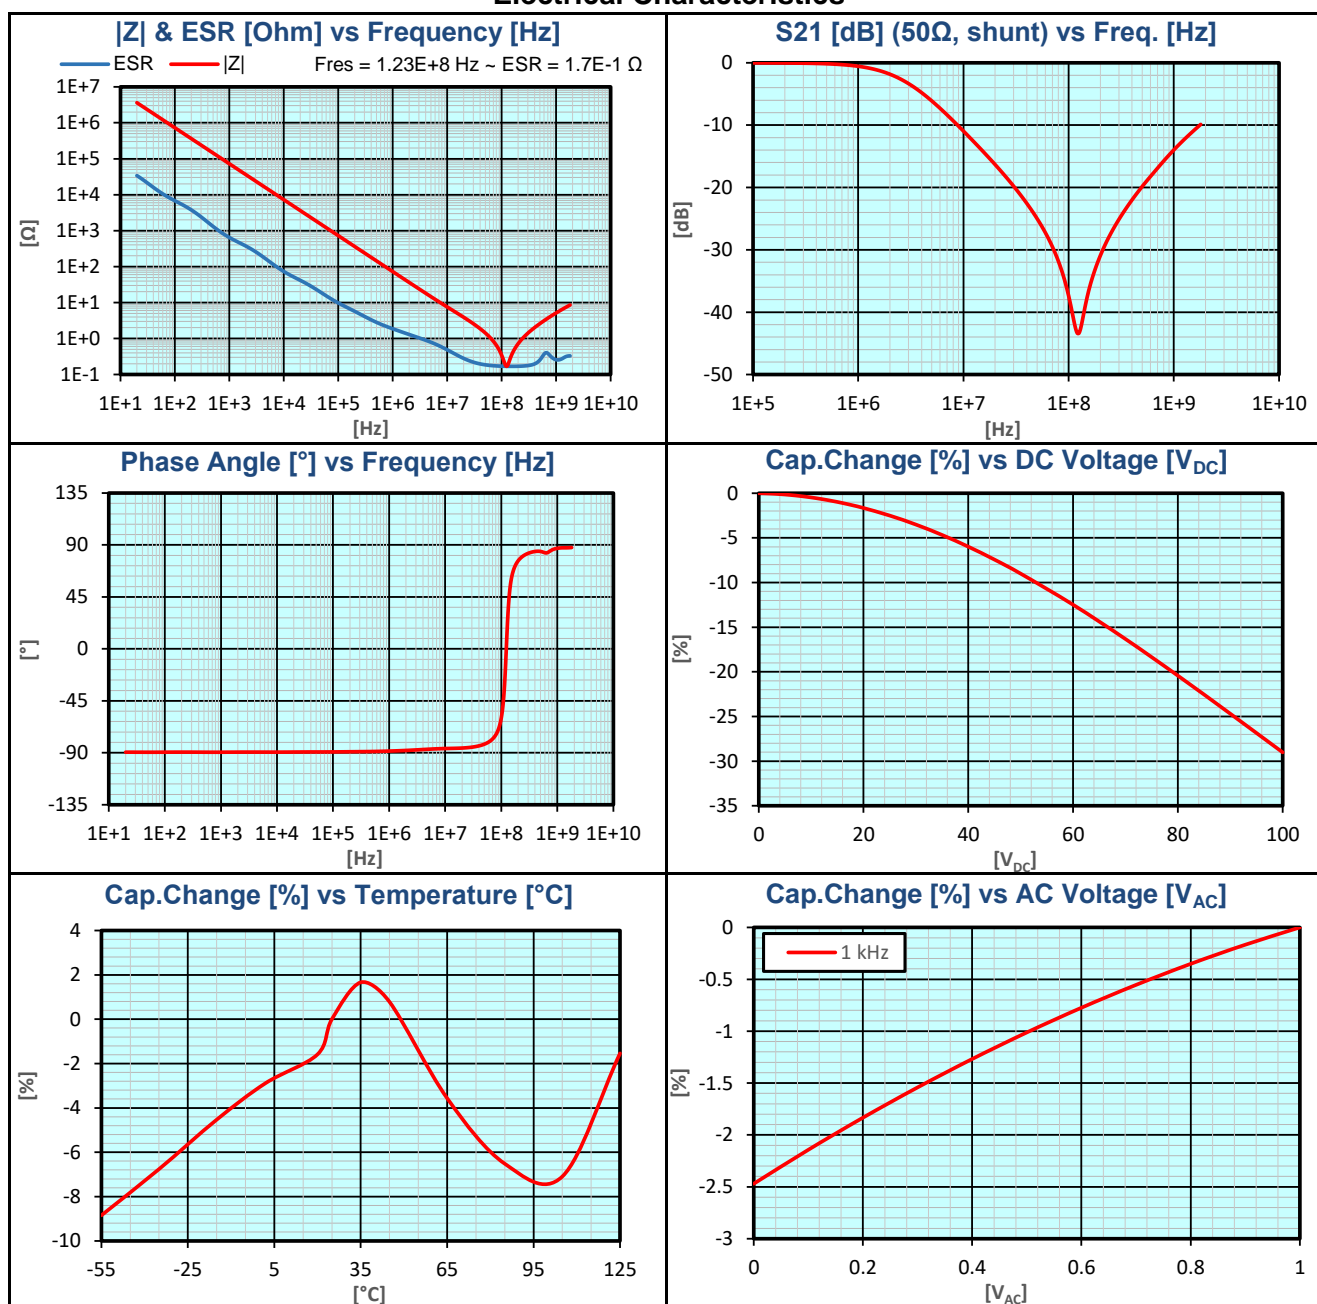 Electrical Characteristics
|Z| & ESR [Ohm] vs Frequency [Hz]
ESR |Z| Fres = 1.23E+8 Hz ~ ESR = 1.7E-1 Ω
1E+7
1E+6
1E+5
1E+4
1E+3
1E+2
1E+1
1E+0
1E-1
[Ω]
1E+1 1E+2 1E+3 1E+4 1E+5 1E+6 1E+7 1E+8 1E+9 1E+10
[Hz]
S21 [dB] (50Ω, shunt) vs Freq. [Hz]
0
-10
-20
-30
-40
-50
[dB]
1E+5 1E+6 1E+7 1E+8 1E+9 1E+10
[Hz]
Phase Angle [°] vs Frequency [Hz]
135
90
45
0
-45
-90
-135
[°]
1E+1 1E+2 1E+3 1E+4 1E+5 1E+6 1E+7 1E+8 1E+9 1E+10
[Hz]
Cap.Change [%] vs DC Voltage [VDC]
0
-5
-10
-15
-20
-25
-30
-35
[%]
0 20 40 60 80 100
[VDC]
Cap.Change [%] vs Temperature [°C]
4
2
0
-2
-4
-6
-8
-10
[%]
-55 -25 5 35 65 95 125
[°C]
Cap.Change [%] vs AC Voltage [VAC]
1 kHz
0
-0.5
-1
-1.5
-2
-2.5
-3
[%]
0 0.2 0.4 0.6 0.8 1
[VAC]